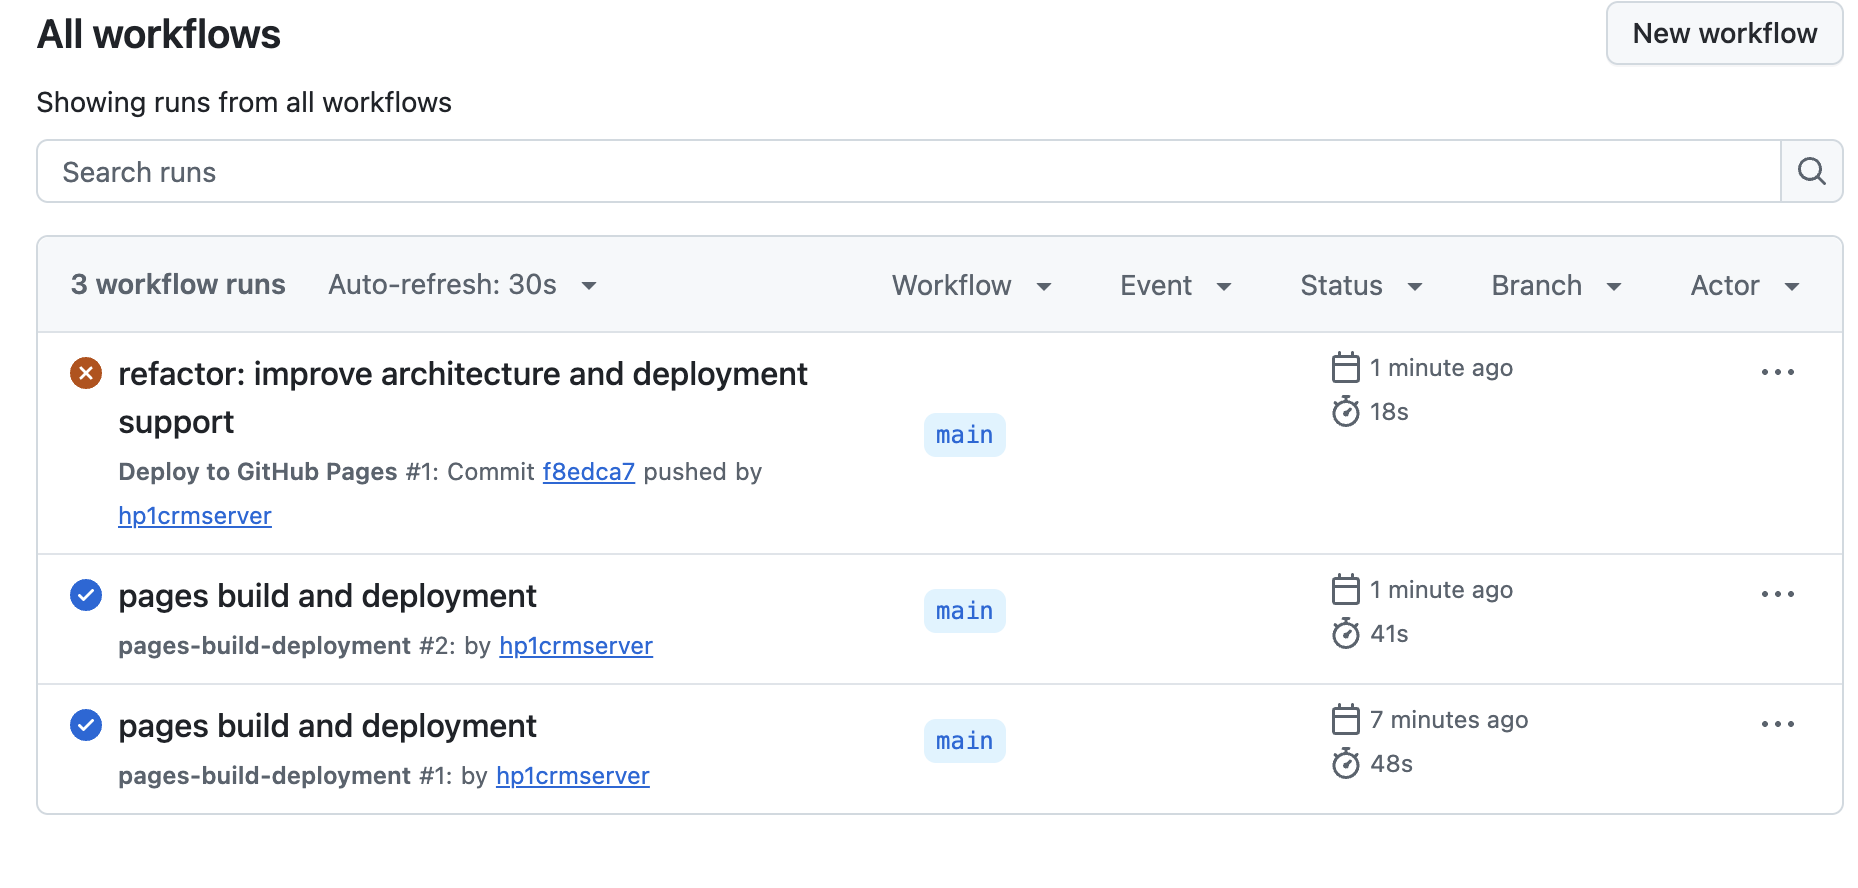 All workflows
New workflow
Showing runs from all workflows
Search runs
3 workflow runs Auto-refresh: 30s Workflow Event Status Branch Actor
refactor: improve architecture and deployment
support
Deploy to GitHub Pages #1: Commit f8edca7 pushed by
hp1crmserver
main
1 minute ago
18s
pages build and deployment
pages-build-deployment #2: by hp1crmserver
main
1 minute ago
41s
pages build and deployment
pages-build-deployment #1: by hp1crmserver
main
7 minutes ago
48s